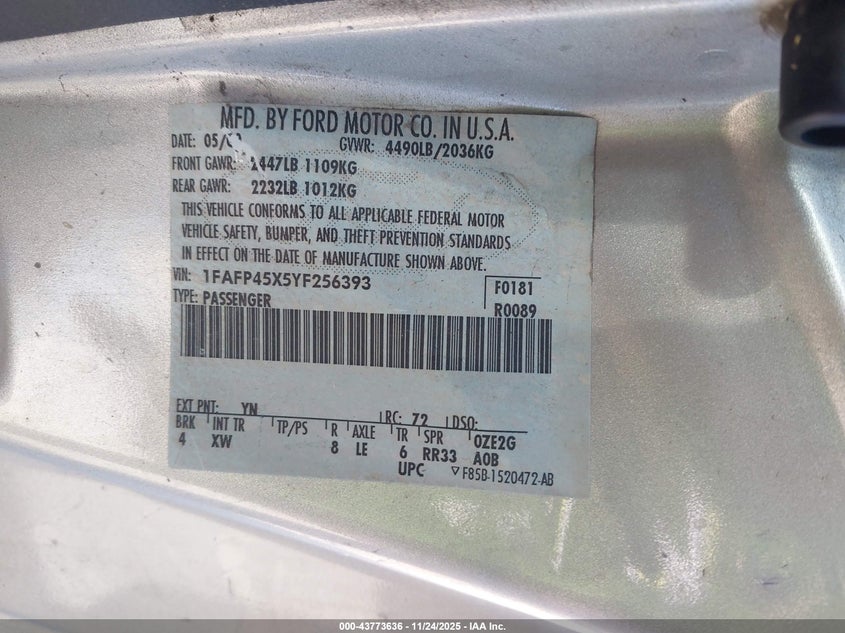 MFD. BY FORD MOTOR CO. IN U.S.A.
DATE: 05/ GVWR: 4490LB/2036KG
FRONT GAWR: 2447LB 1109KG
REAR GAWR: 2232LB 1012KG
THIS VEHICLE CONFORMS TO ALL APPLICABLE FEDERAL MOTOR
VEHICLE SAFETY, BUMPER, AND THEFT PREVENTION STANDARDS
IN EFFECT ON THE DATE OF MANUFACTURE SHOWN ABOVE.
VIN: 1FAFP45X5YF256393 F0181
TYPE: PASSENGER R0089
EXT PNT: YN RC: 72 DSO:
BRK INT TR TP/PS R AXLE TR SPR OZE2G
4 XW 8 LE 6 RR33 AOB
UPC F85B-1520472-AB
000-43773636 - 11/24/2025 - IAA Inc.